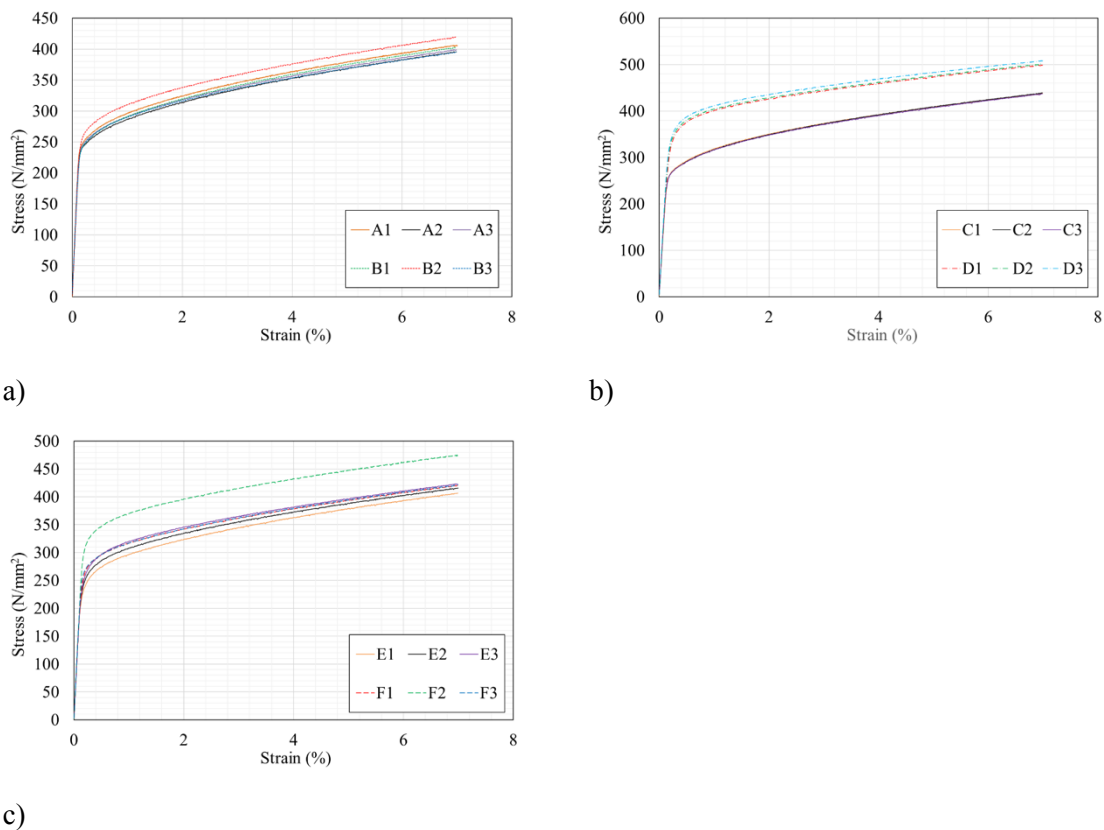 450
400
350
300
250
200
150
100
50
0
Stress (N/mm²)
0 2 4 6 8
Strain (%)
A1 A2 A3
B1 B2 B3
a)
600
500
400
300
200
100
0
Stress (N/mm²)
0 2 4 6 8
Strain (%)
C1 C2 C3
D1 D2 D3
b)
500
450
400
350
300
250
200
150
100
50
0
Stress (N/mm²)
0 2 4 6 8
Strain (%)
E1 E2 E3
F1 F2 F3
c)